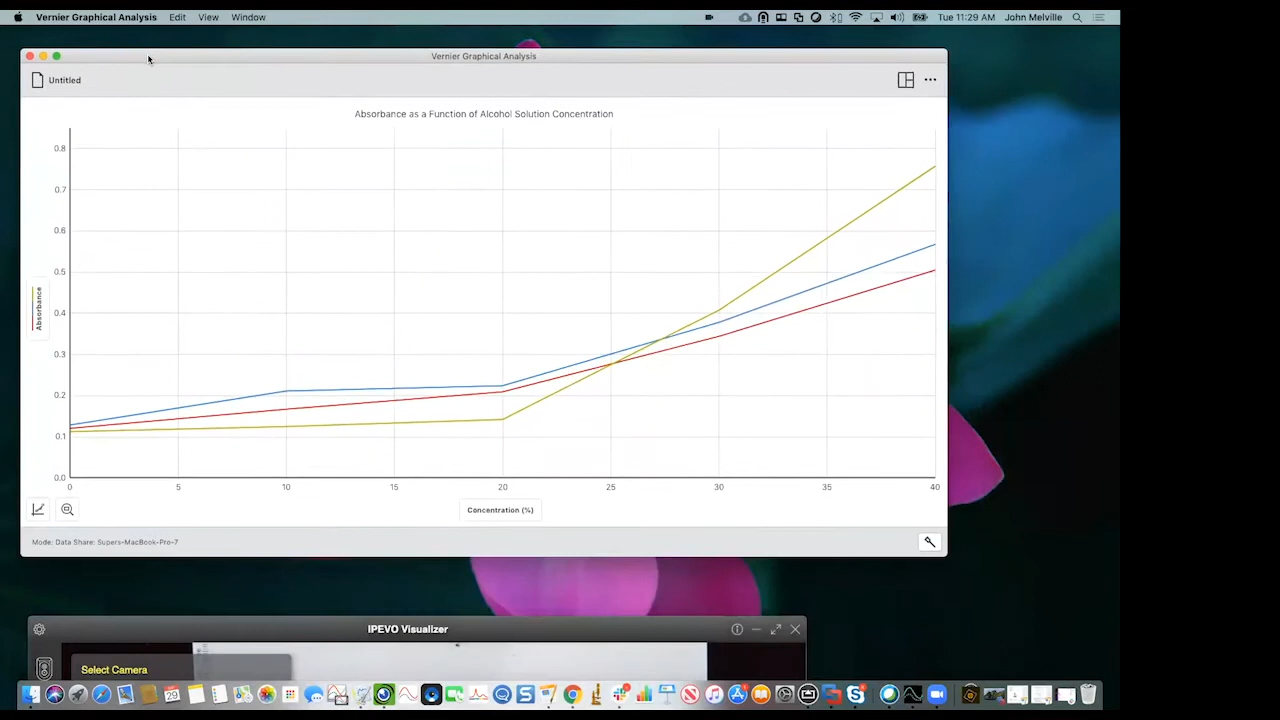 Vernier Graphical Analysis Edit View Window Tue 11:29 AM John Melville
Vernier Graphical Analysis
Untitled
Absorbance as a Function of Alcohol Solution Concentration
0.8
0.7
0.6
0.5
0.4
0.3
0.2
0.1
0.0
Absorbance
0 5 10 15 20 25 30 35 40
Concentration (%)
Mode: Data Share: Supers-MacBook-Pro-7
IPEVO Visualizer
Select Camera
29